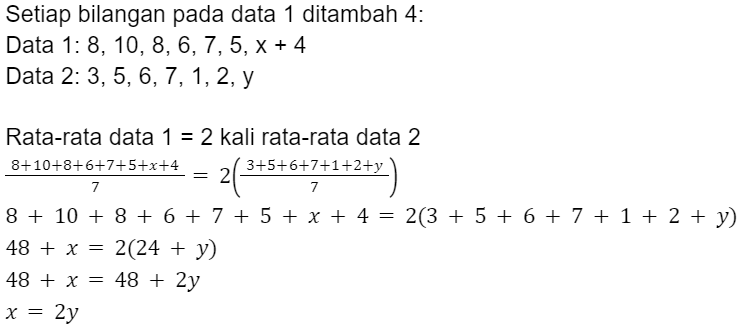 Setiap bilangan pada data 1 ditambah 4:
Data 1: 8, 10, 8, 6, 7, 5, x + 4
Data 2: 3, 5, 6, 7, 1, 2, y
Rata-rata data 1 = 2 kali rata-rata data 2
(8+10+8+6+7+5+x+4)/7 = 2((3+5+6+7+1+2+y)/7)
8 + 10 + 8 + 6 + 7 + 5 + x + 4 = 2(3 + 5 + 6 + 7 + 1 + 2 + y)
48 + x = 2(24 + y)
48 + x = 48 + 2y
x = 2y